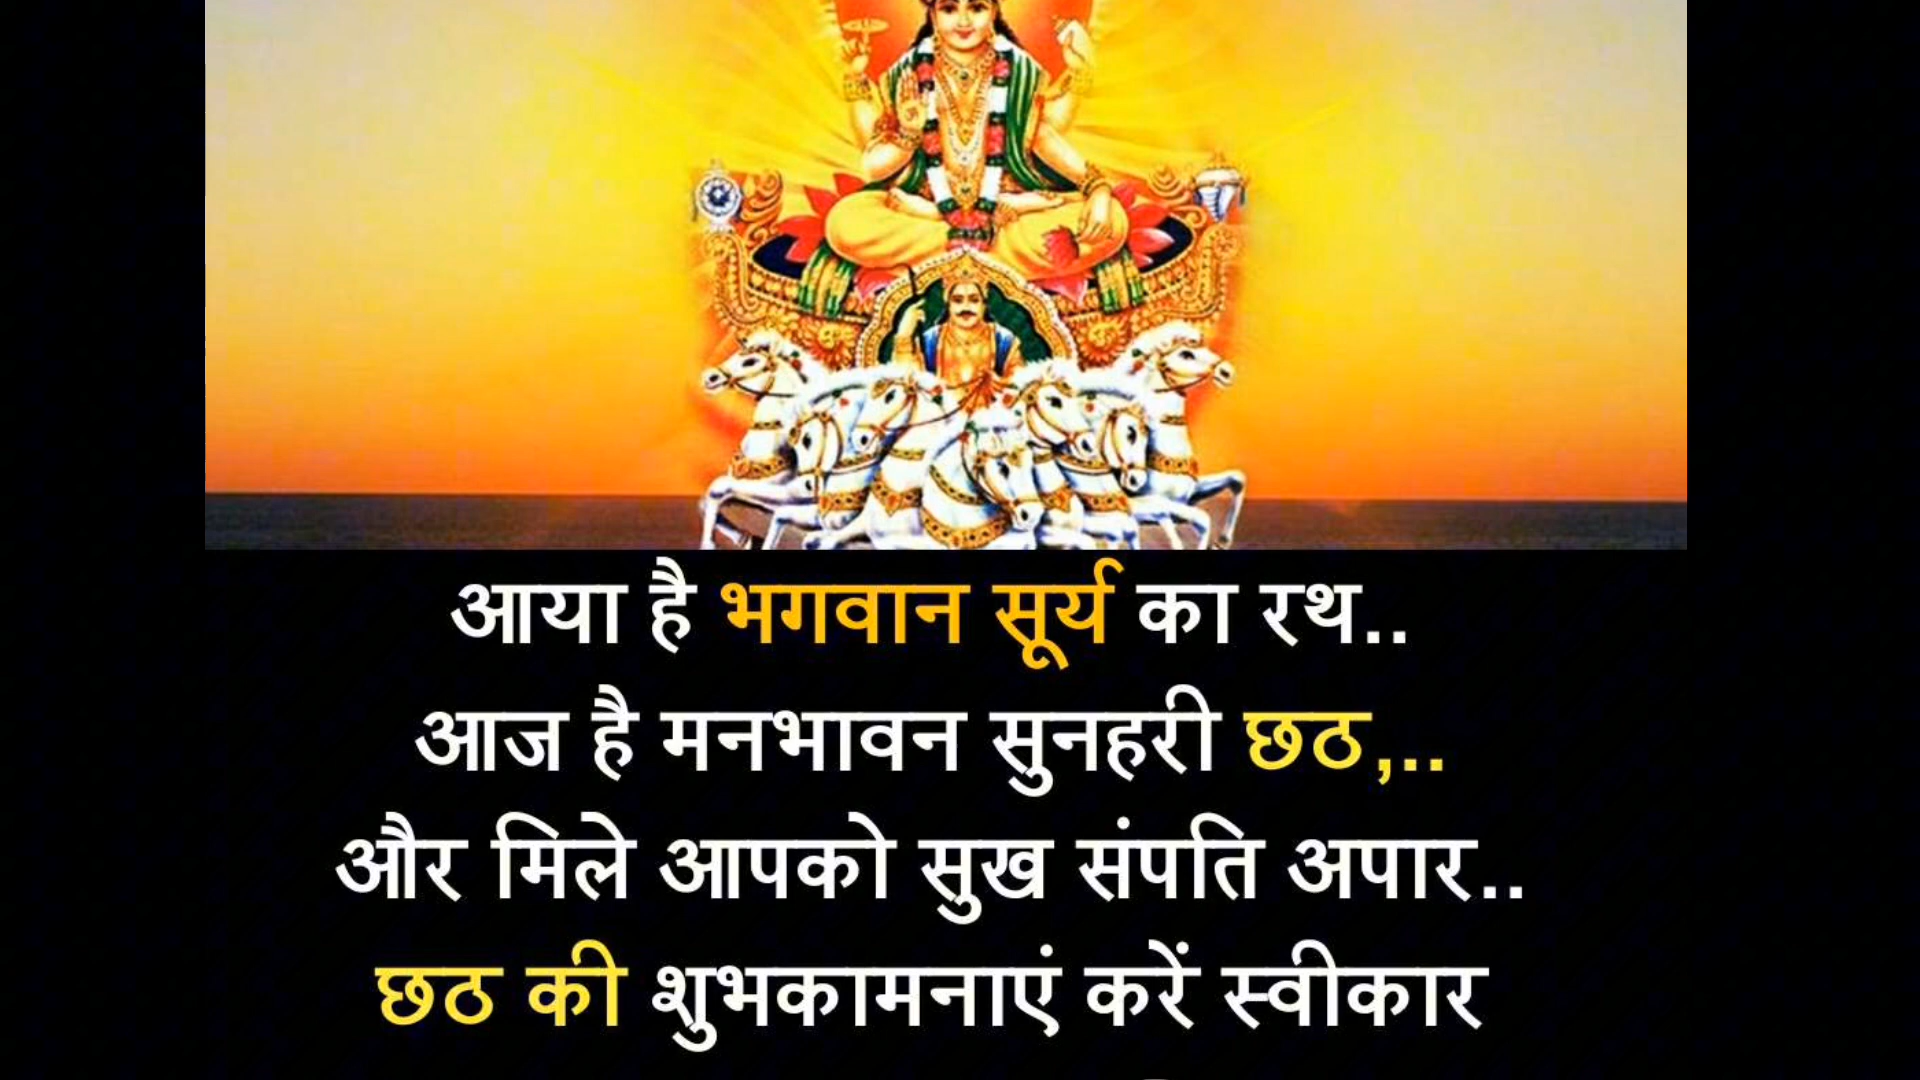 आया है भगवान सूर्य का रथ..
आज है मनभावन सुनहरी छठ,..
और मिले आपको सुख संपति अपार..
छठ की शुभकामनाएं करें स्वीकार